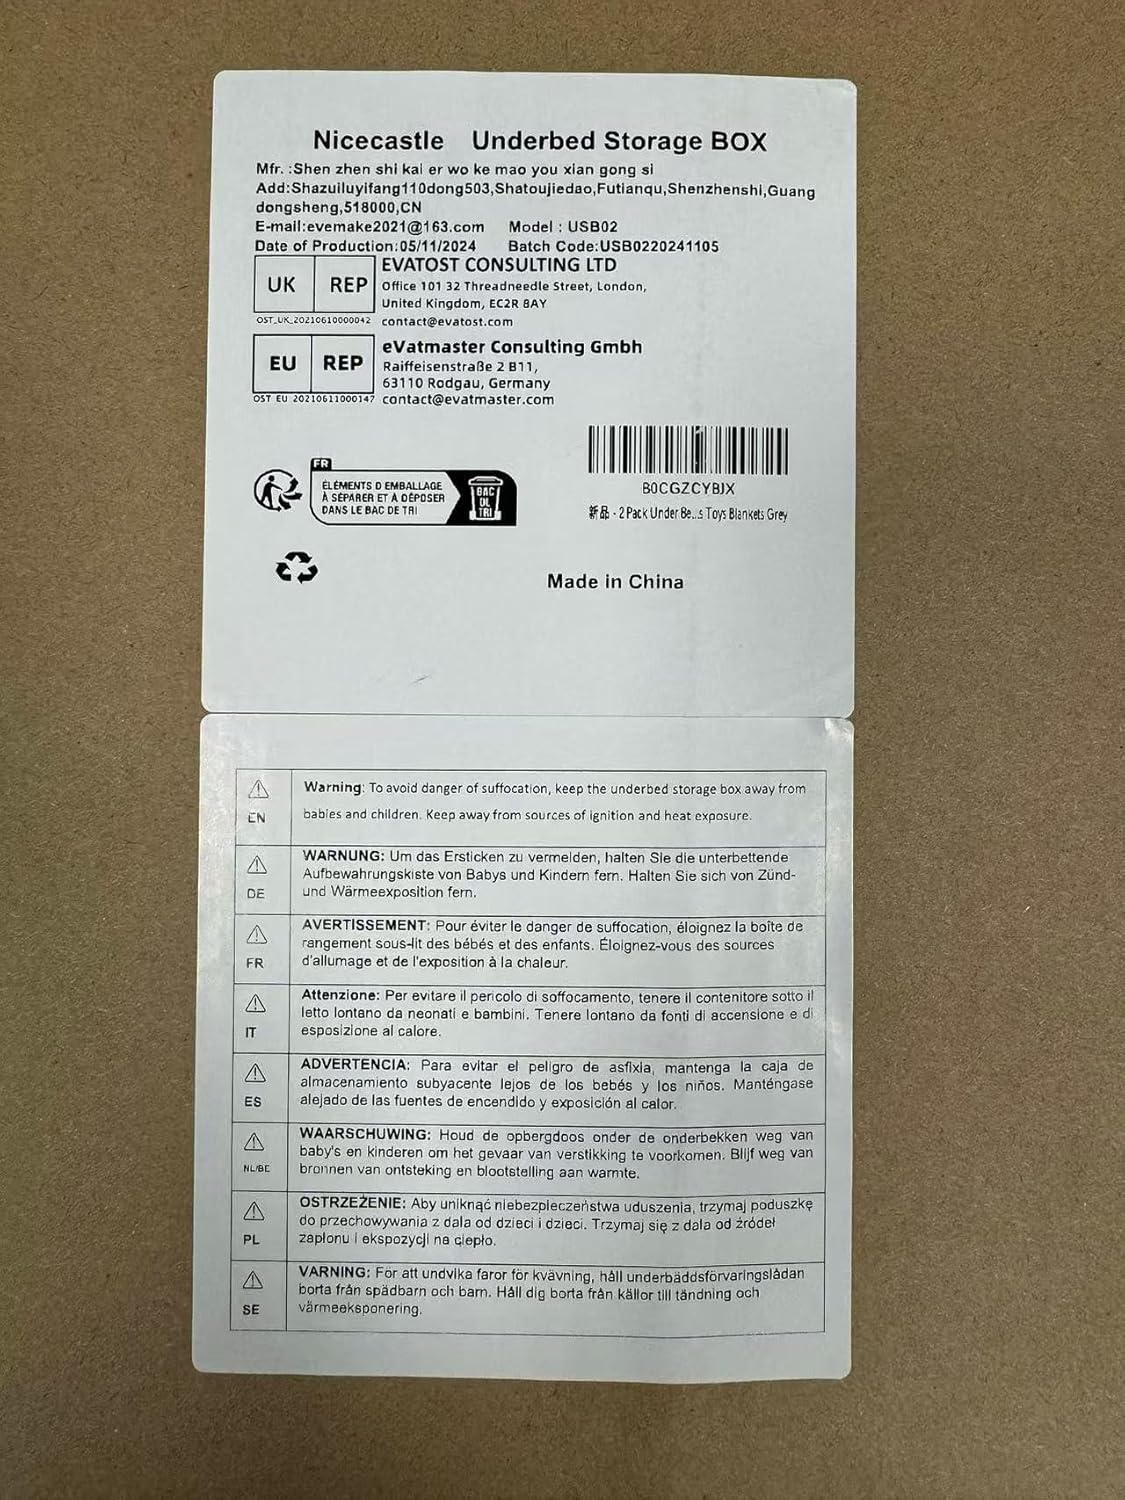 Nicecastle Underbed Storage BOX
Mfr. :Shen zhen shi kai er wo ke mao you xian gong si
Add:Shazuiluyifang110dong503,Shatoujiedao,Futianqu,Shenzhenshi,Guang
dongsheng,518000,CN
E-mail:evemake2021@163.com Model : USB02
Date of Production:05/11/2024 Batch Code:USB0220241105
UK REP
EVATOST CONSULTING LTD
Office 101 32 Threadneedle Street, London,
United Kingdom, EC2R 8AY
OST_UK_20210610000042 contact@evatost.com
EU REP
eVatmaster Consulting Gmbh
Raiffeisenstraße 2 B11,
63110 Rodgau, Germany
OST EU 20210611000147 contact@evatmaster.com
FR
ÉLÉMENTS D EMBALLAGE
À SÉPARER ET À DÉPOSER
DANS LE BAC DE TRI
BAC
DE
TRI
B0CGZCYBJX
新品 - 2 Pack Under Be...s Toys Blankets Grey
Made in China
EN
Warning: To avoid danger of suffocation, keep the underbed storage box away from
babies and children. Keep away from sources of ignition and heat exposure.
DE
WARNUNG: Um das Ersticken zu vermelden, halten Sie die unterbettende
Aufbewahrungskiste von Babys und Kindern fern. Halten Sie sich von Zünd-
und Wärmeexposition fern.
FR
AVERTISSEMENT: Pour éviter le danger de suffocation, éloignez la boîte de
rangement sous-lit des bébés et des enfants. Éloignez-vous des sources
d'allumage et de l'exposition à la chaleur.
IT
Attenzione: Per evitare il pericolo di soffocamento, tenere il contenitore sotto il
letto lontano da neonati e bambini. Tenere lontano da fonti di accensione e di
esposizione al calore.
ES
ADVERTENCIA: Para evitar el peligro de asfixia, mantenga la caja de
almacenamiento subyacente lejos de los bebés y los niños. Manténgase
alejado de las fuentes de encendido y exposición al calor.
NL/BE
WAARSCHUWING: Houd de opbergdoos onder de onderbekken weg van
baby's en kinderen om het gevaar van verstikking te voorkomen. Blijf weg van
bronnen van ontsteking en blootstelling aan warmte.
PL
OSTRZEŻENIE: Aby uniknąć niebezpieczeństwa uduszenia, trzymaj poduszkę
do przechowywania z dala od dzieci i dzieci. Trzymaj się z dala od źródeł
zapłonu i ekspozycji na ciepło.
SE
VARNING: För att undvika faror för kvävning, håll underbäddsförvaringslådan
borta från spädbarn och barn. Håll dig borta från källor till tändning och
värmeeksponering.